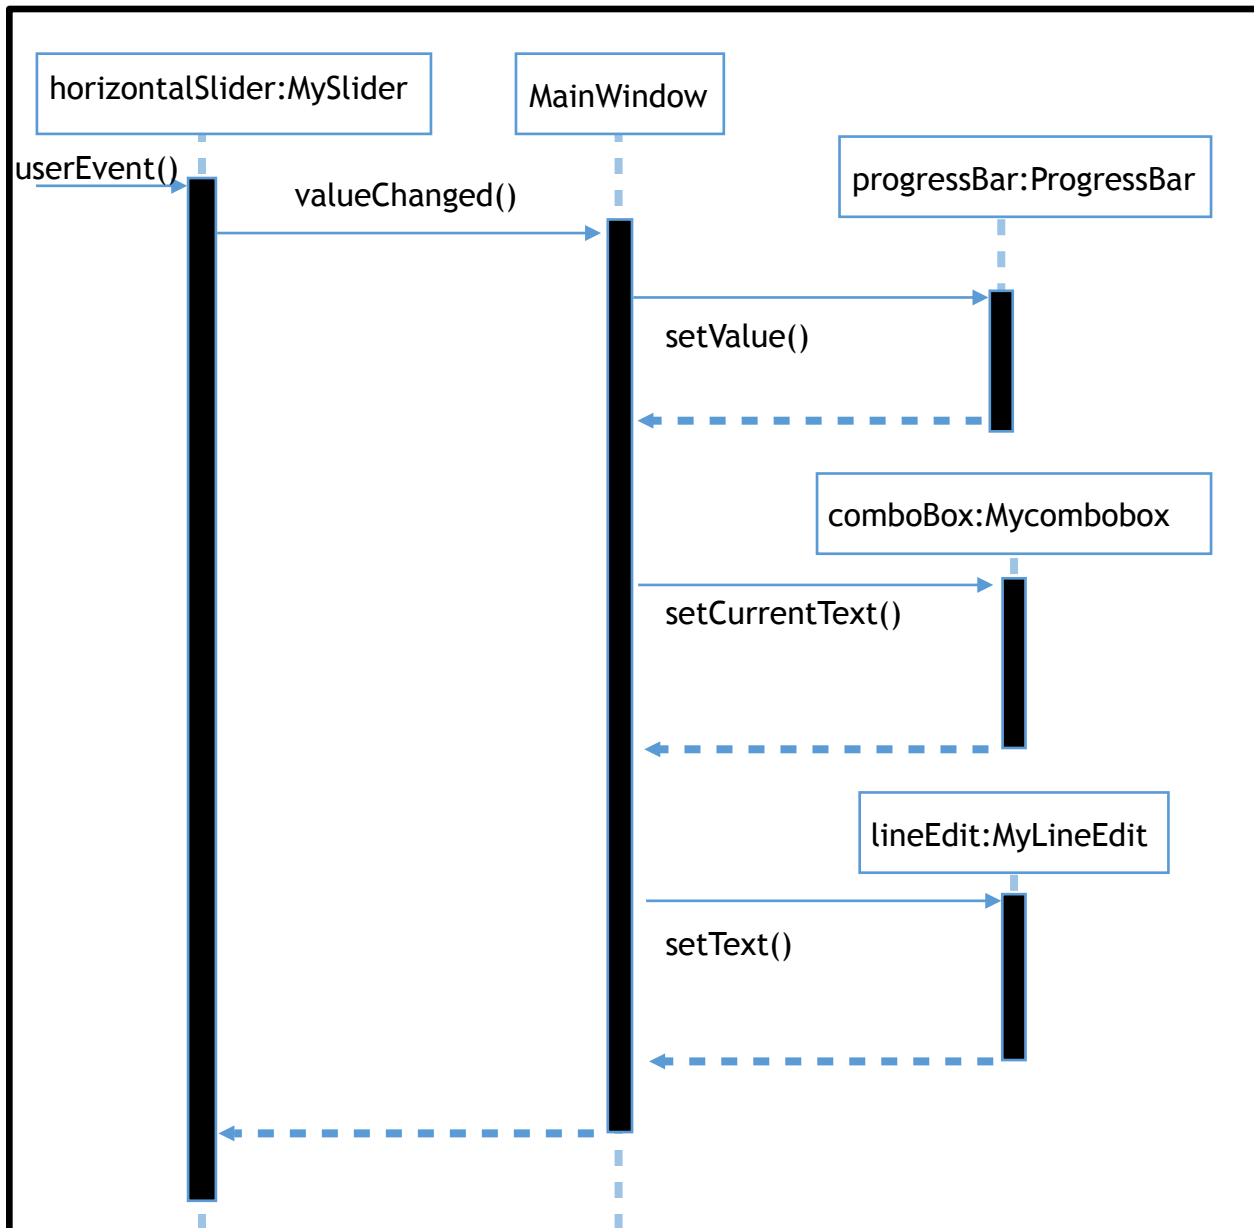 horizontalSlider:MySlider
MainWindow
userEvent()
valueChanged()
progressBar:ProgressBar
setValue()
comboBox:Mycombobox
setCurrentText()
lineEdit:MyLineEdit
setText()